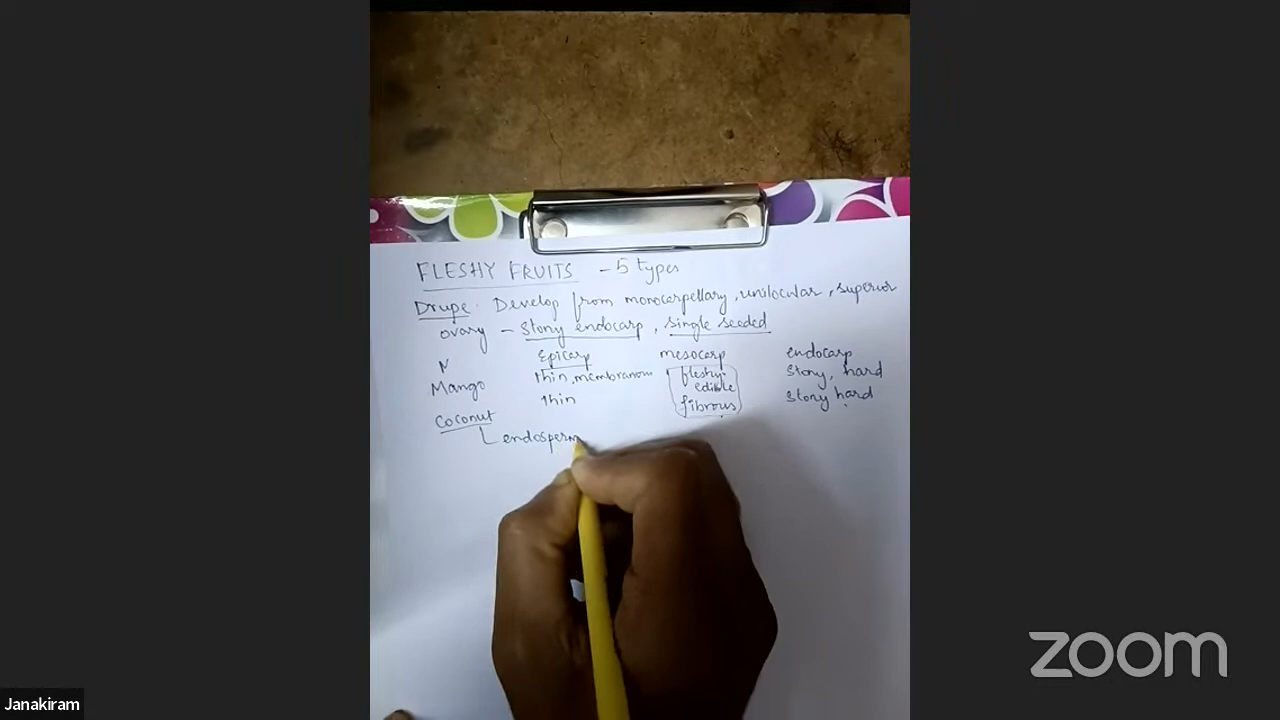 FLESHY FRUITS - 5 types
Drupe. Develop from monocarpellary, unilocular, superior
ovary - Stony endocarp, single seeded
N Epicarp mesocarp endocarp
Mango thin, membranous fleshy edible Stony, hard
Coconut thin fibrous Stony hard
endosperm
zoom
Janakiram